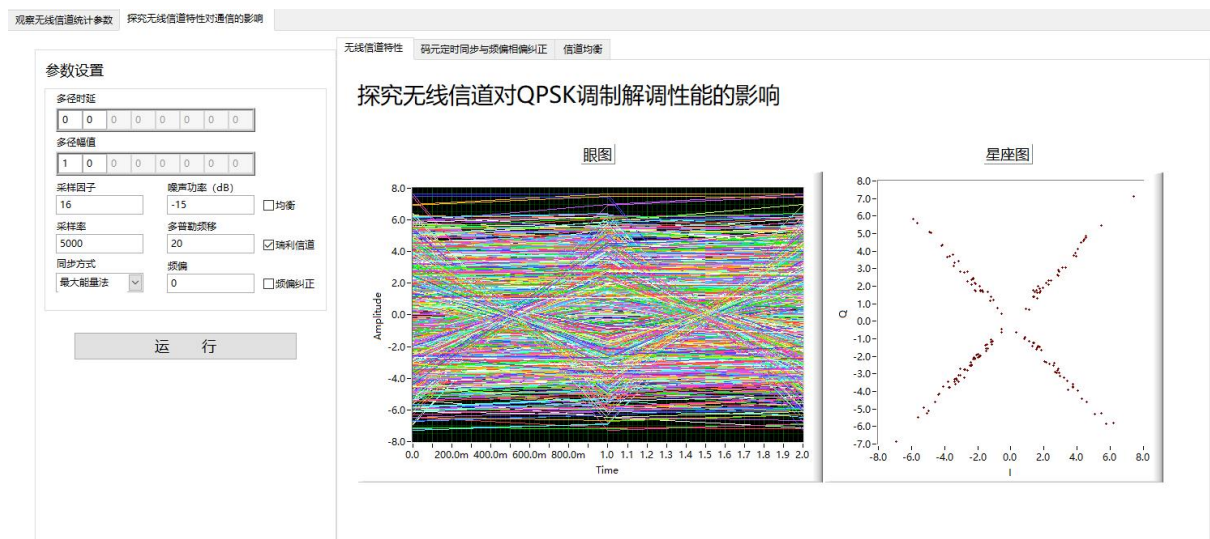 观察无线信道统计参数 探究无线信道特性对通信的影响
无线信道特性 码元定时同步与频偏相偏纠正 信道均衡
参数设置
多径时延
0 0 0 0 0 0 0 0
多径幅值
1 0 0 0 0 0 0 0
采样因子 噪声功率（dB）
16 -15 均衡
采样率 多普勒频移
5000 20 瑞利信道
同步方式 频偏
最大能量法 0 频偏纠正
运 行
探究无线信道对QPSK调制解调性能的影响
眼图
8.0
6.0
4.0
2.0
0.0
-2.0
-4.0
-6.0
-8.0
Amplitude
0.0 200.0m 400.0m 600.0m 800.0m 1.0 1.1 1.2 1.3 1.4 1.5 1.6 1.7 1.8 1.9 2.0
Time
星座图
8.0
7.0
6.0
5.0
4.0
3.0
2.0
1.0
0.0
-1.0
-2.0
-3.0
-4.0
-5.0
-6.0
-7.0
Q
-8.0 -6.0 -4.0 -2.0 0.0 2.0 4.0 6.0 8.0
I